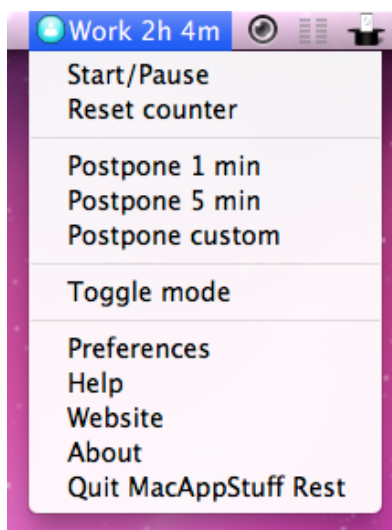 Work 2h 4m
Start/Pause
Reset counter
Postpone 1 min
Postpone 5 min
Postpone custom
Toggle mode
Preferences
Help
Website
About
Quit MacAppStuff Rest